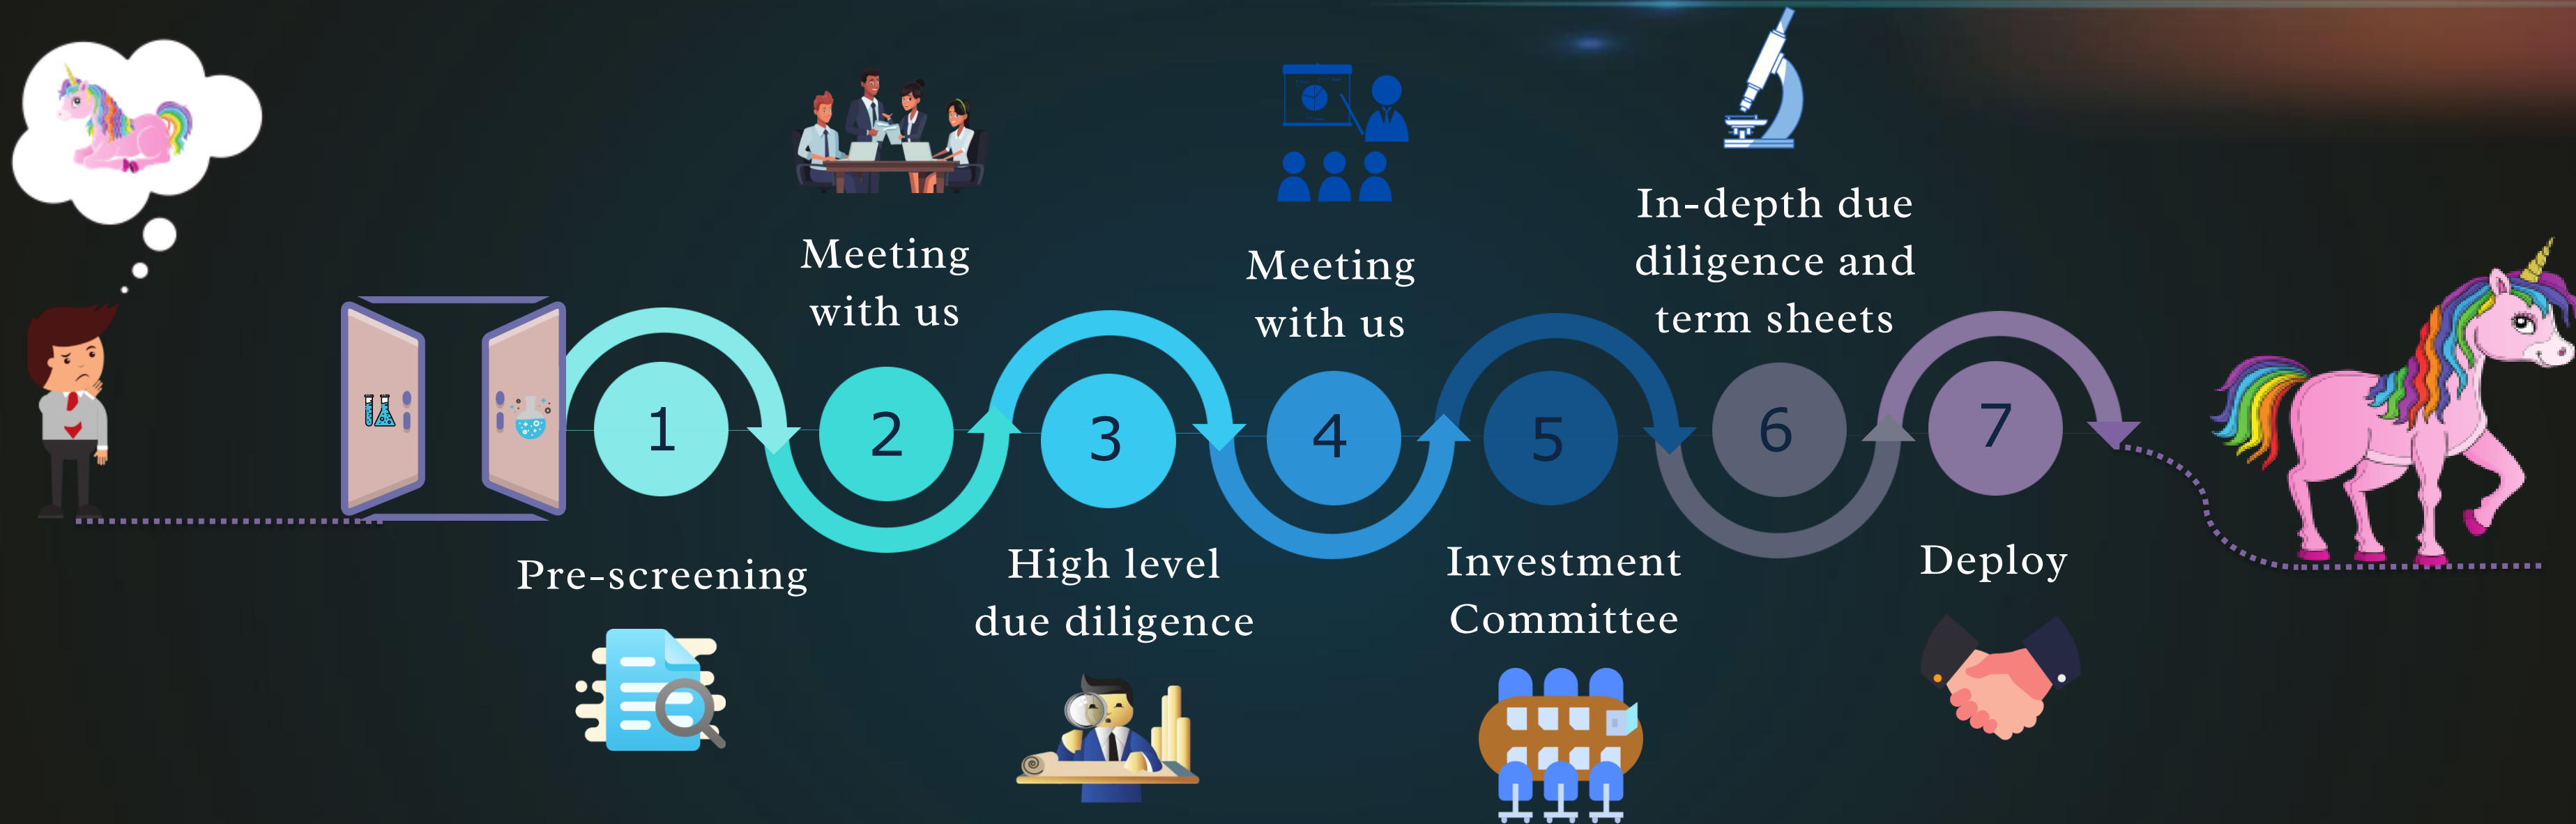 1
Pre-screening
Meeting
with us
2
3
High level
due diligence
Meeting
with us
4
5
Investment
Committee
In-depth due
diligence and
term sheets
6
7
Deploy